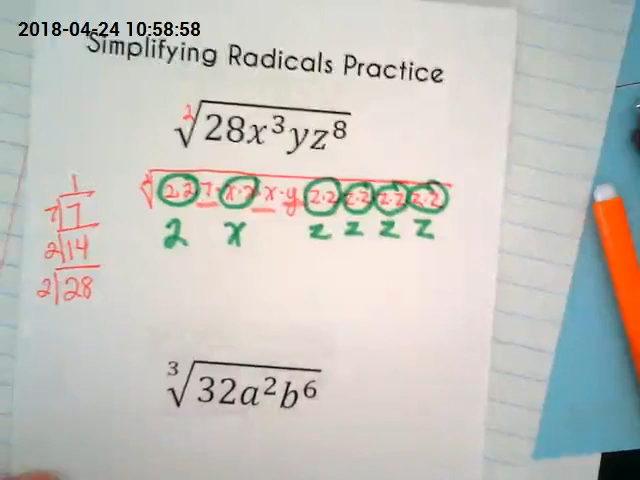 2018-04-24 10:58:58
Simplifying Radicals Practice
²√28x³yz⁸
²√2·2·7·x·x·x·y·z·z·z·z·z·z·z·z
2 x z z z z
1
7|7
2|14
2|28
³√32a²b⁶